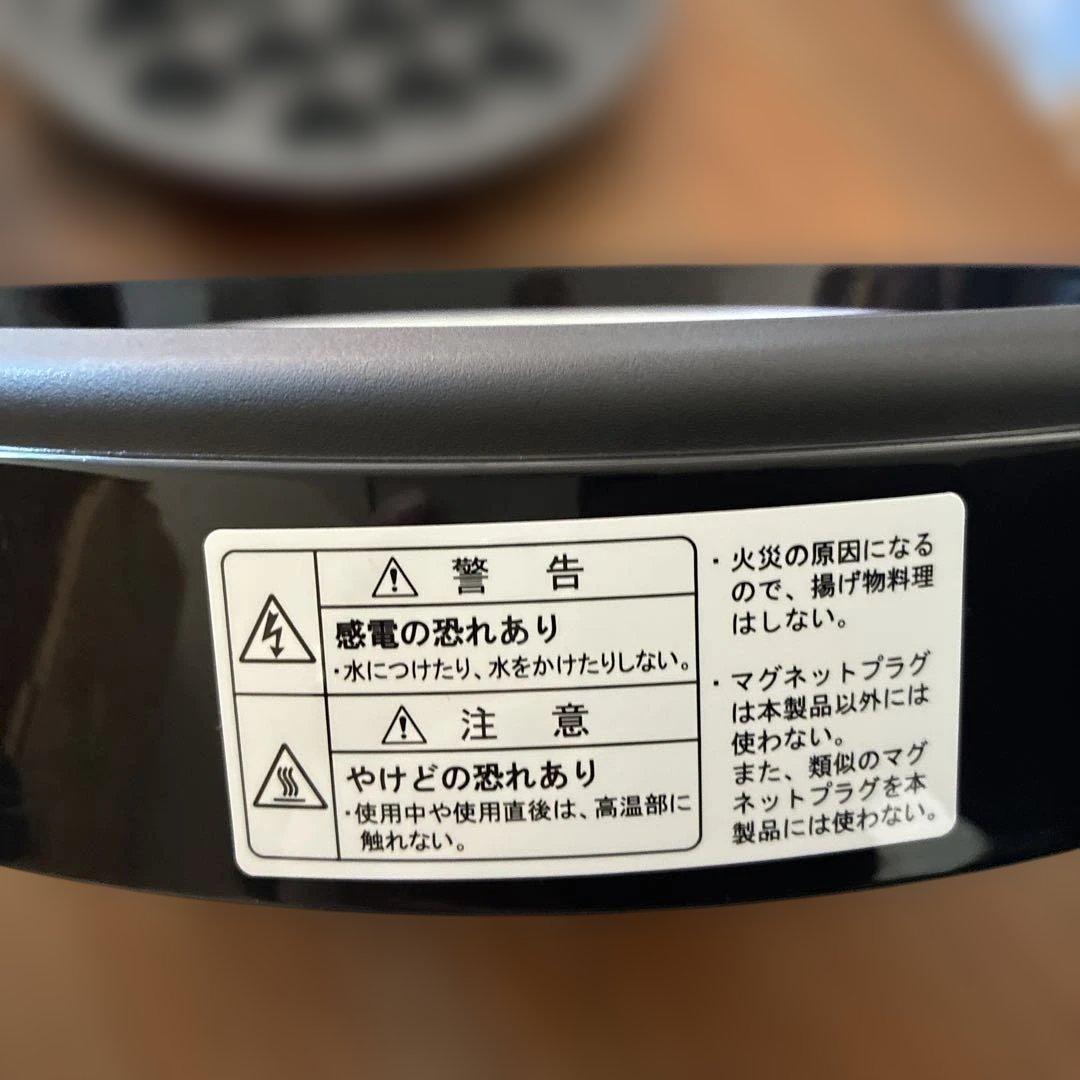 警 告
感電の恐れあり
・水につけたり、水をかけたりしない。
注 意
やけどの恐れあり
・使用中や使用直後は、高温部に
触れない。
・火災の原因になる
ので、揚げ物料理
はしない。
・マグネットプラグ
は本製品以外には
使わない。
また、類似のマグ
ネットプラグを本
製品には使わない。